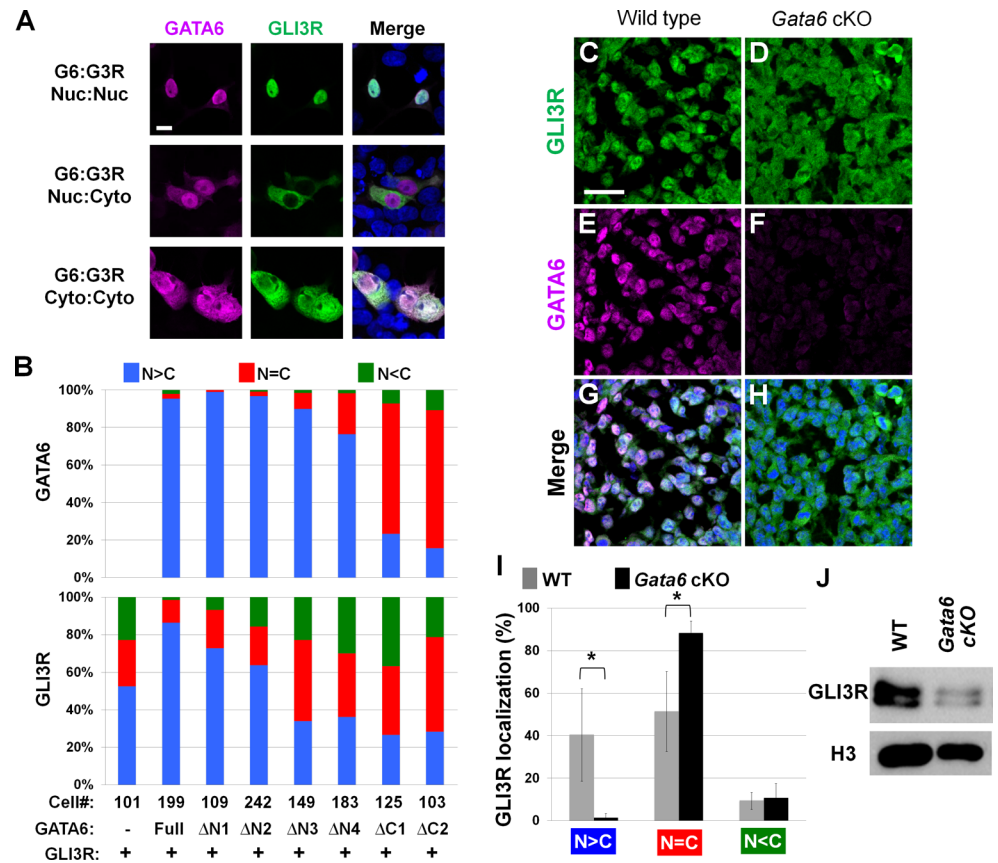 A
GATA6 GLI3R Merge
G6:G3R
Nuc:Nuc
G6:G3R
Nuc:Cyto
G6:G3R
Cyto:Cyto
B
N>C N=C N<C
100%
80%
60%
40%
20%
0%
GATA6
100%
80%
60%
40%
20%
0%
GLI3R
Cell#: 101 199 109 242 149 183 125 103
GATA6: - Full ΔN1 ΔN2 ΔN3 ΔN4 ΔC1 ΔC2
GLI3R: + + + + + + + +
Wild type Gata6 cKO
GLI3R
C D
GATA6
E F
Merge
G H
I
WT Gata6 cKO
GLI3R localization (%)
100
80
60
40
20
0
* *
N>C N=C N<C
J
WT Gata6 cKO
GLI3R
H3